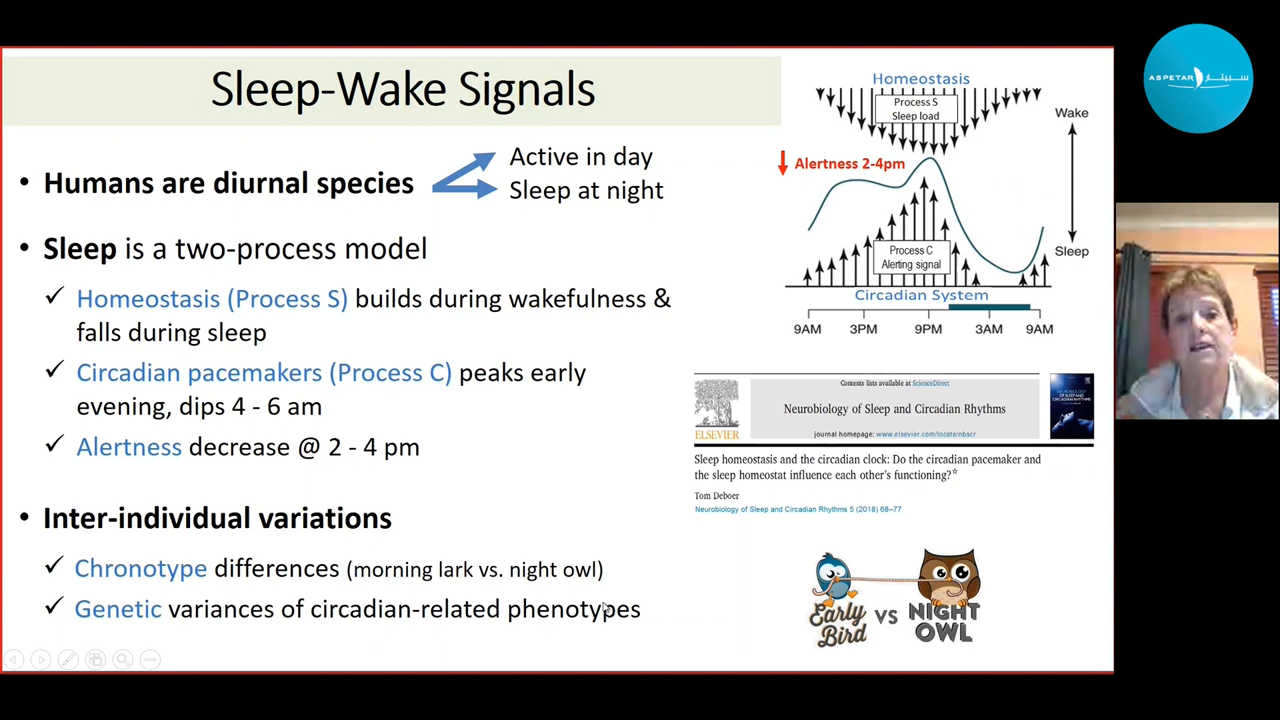 Sleep-Wake Signals
• Humans are diurnal species
Active in day
Sleep at night
• Sleep is a two-process model
✓ Homeostasis (Process S) builds during wakefulness &
falls during sleep
✓ Circadian pacemakers (Process C) peaks early
evening, dips 4 - 6 am
✓ Alertness decrease @ 2 - 4 pm
• Inter-individual variations
✓ Chronotype differences (morning lark vs. night owl)
✓ Genetic variances of circadian-related phenotypes
Homeostasis
Process S
Sleep load
Wake
Alertness 2-4pm
Process C
Alerting signal
Sleep
Circadian System
9AM 3PM 9PM 3AM 9AM
Contents lists available at ScienceDirect
Neurobiology of Sleep and Circadian Rhythms
ELSEVIER
journal homepage: www.elsevier.com/locate/nbscr
Sleep homeostasis and the circadian clock: Do the circadian pacemaker and
the sleep homeostat influence each other's functioning?☆
Tom Deboer
Neurobiology of Sleep and Circadian Rhythms 5 (2018) 68–77
Early
Bird
VS
NIGHT
OWL
ASPETAR سبيتار